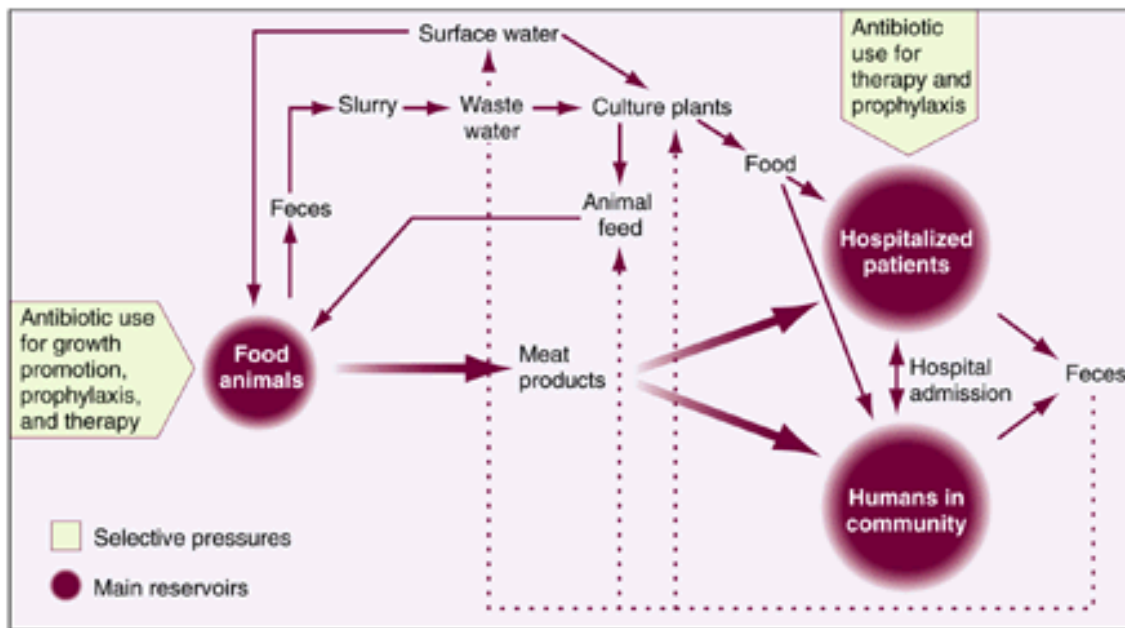 Surface water
Antibiotic
use for
therapy and
prophylaxis
Slurry
Waste
water
Culture plants
Food
Feces
Animal
feed
Hospitalized
patients
Antibiotic use
for growth
promotion,
prophylaxis,
and therapy
Food
animals
Meat
products
Hospital
admission
Feces
Humans in
community
Selective pressures
Main reservoirs